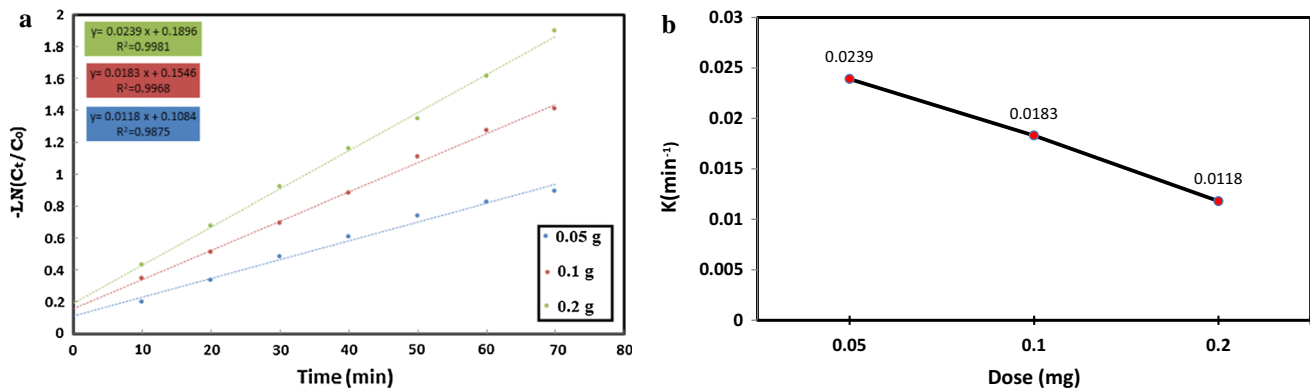 a
y= 0.0239 x + 0.1896
R²=0.9981
y= 0.0183 x + 0.1546
R²=0.9968
y= 0.0118 x + 0.1084
R²=0.9875
2
1.8
1.6
1.4
1.2
1
0.8
0.6
0.4
0.2
0
-LN(Ct/C0)
0.05 g
0.1 g
0.2 g
0 10 20 30 40 50 60 70 80
Time (min)
b
0.03
0.025
0.02
0.015
0.01
0.005
0
K(min⁻¹)
0.0239
0.0183
0.0118
0.05 0.1 0.2
Dose (mg)